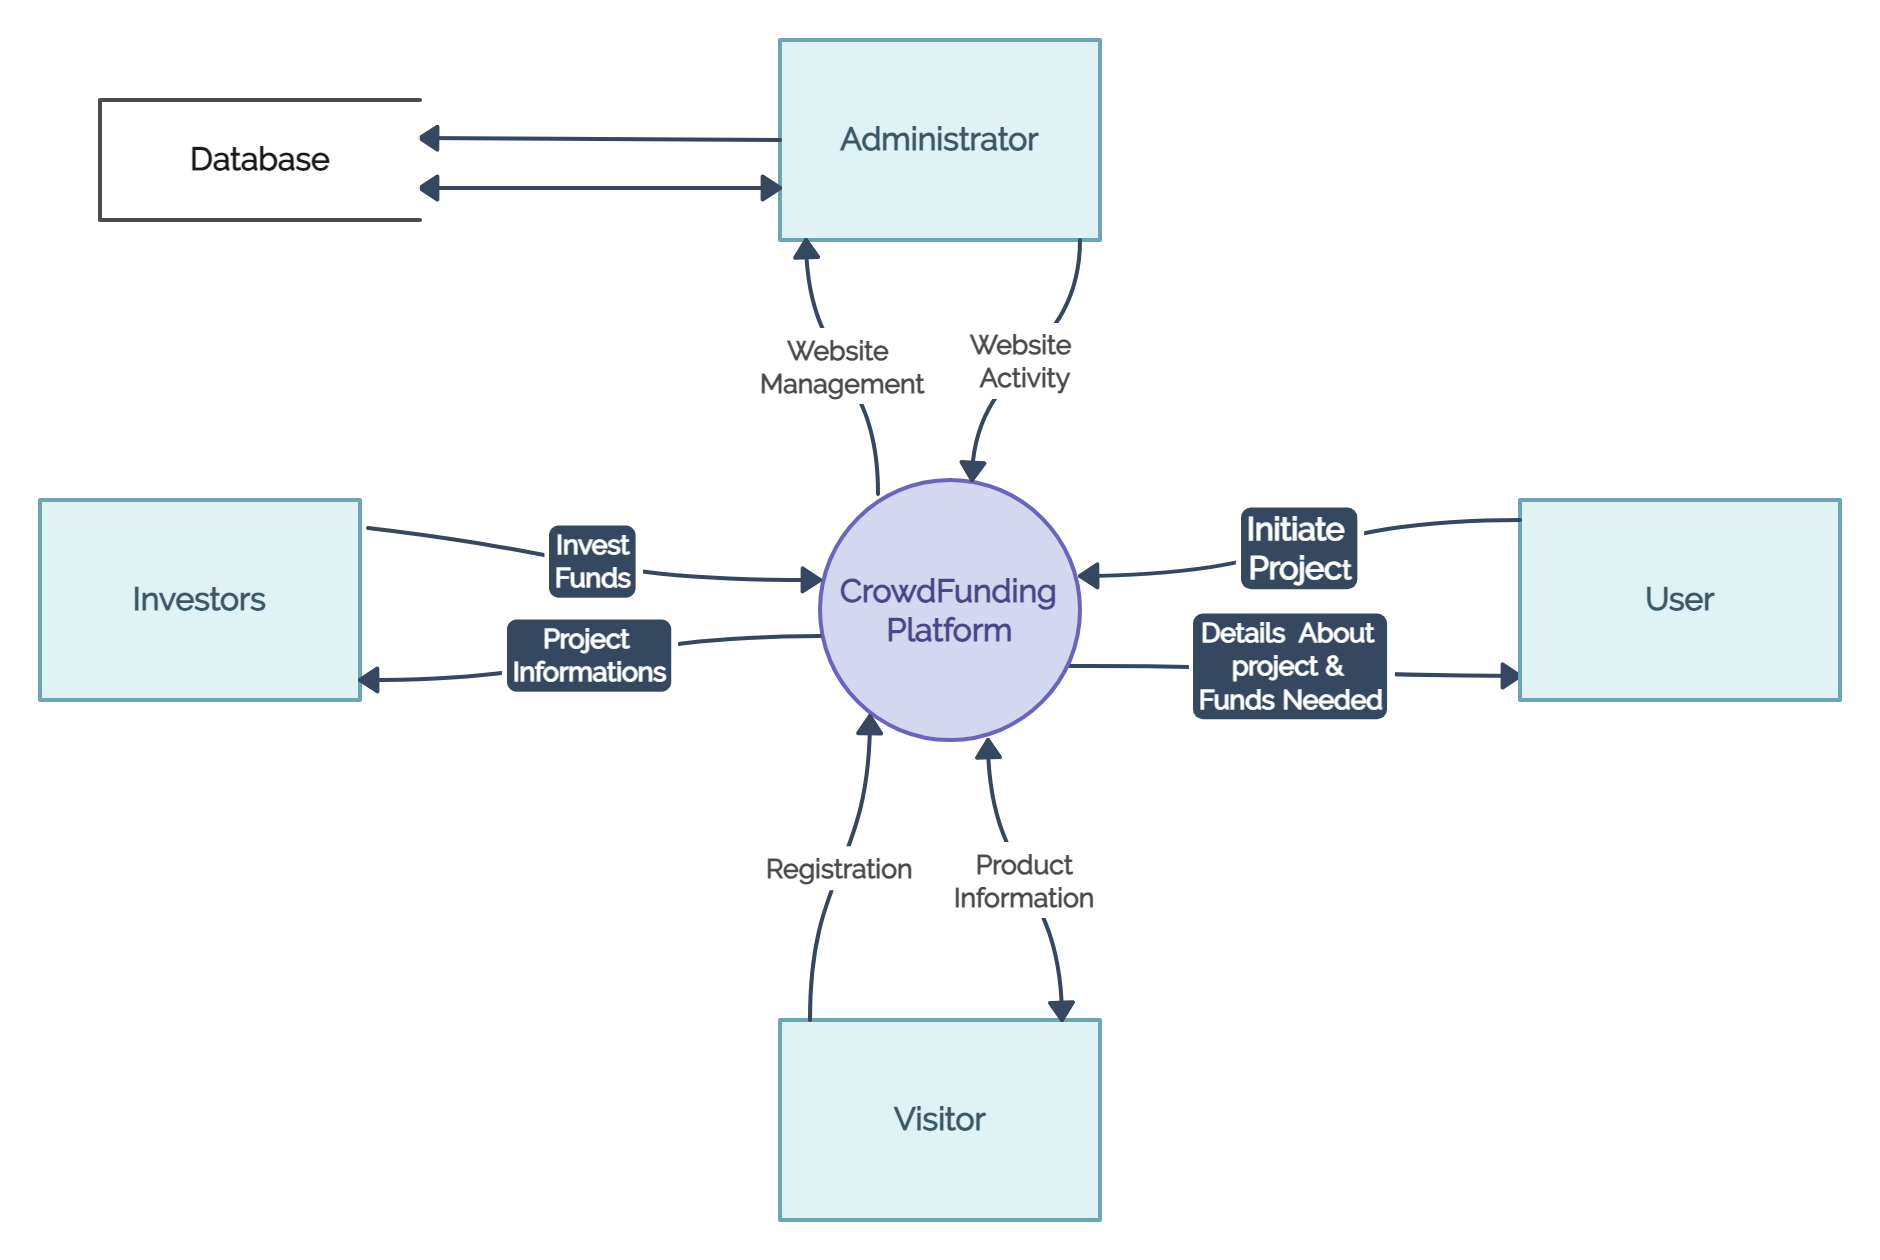 Administrator
Database
Website
Management
Website
Activity
Investors
Invest
Funds
Project
Informations
CrowdFunding
Platform
Initiate
Project
Details  About
project &
Funds Needed
User
Registration
Product
Information
Visitor